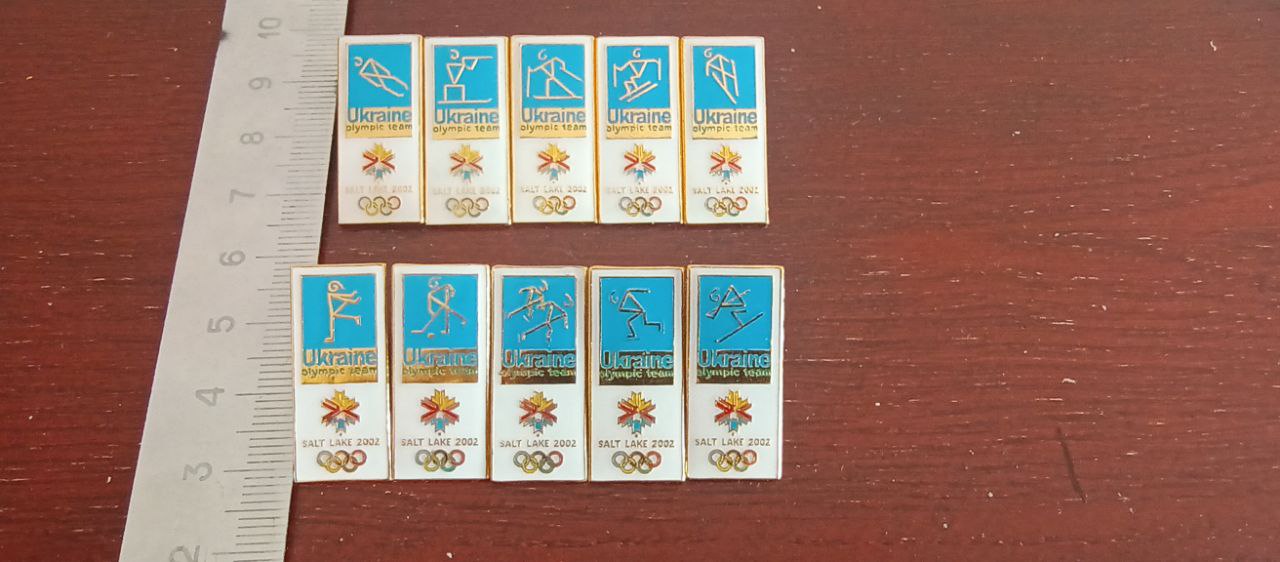 10
9
8
7
6
5
4
3
2
Ukraine Ukraine Ukraine Ukraine Ukraine
olympic team olympic team olympic team olympic team olympic team
SALT LAKE 2002 SALT LAKE 2002 SALT LAKE 2002 SALT LAKE 2002 SALT LAKE 2002
Ukraine Ukraine Ukraine Ukraine Ukraine
olympic team olympic team olympic team olympic team olympic team
SALT LAKE 2002 SALT LAKE 2002 SALT LAKE 2002 SALT LAKE 2002 SALT LAKE 2002